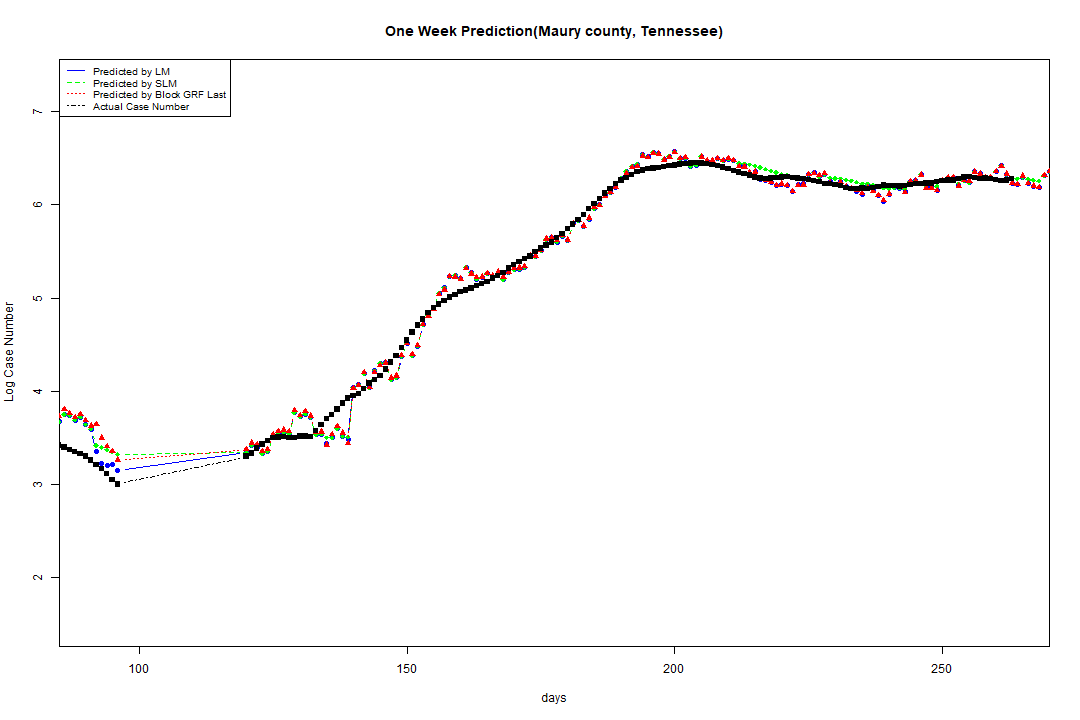 One Week Prediction(Maury county, Tennessee)
Predicted by LM
Predicted by SLM
Predicted by Block GRF Last
Actual Case Number
7
6
5
4
3
2
Log Case Number
100 150 200 250
days